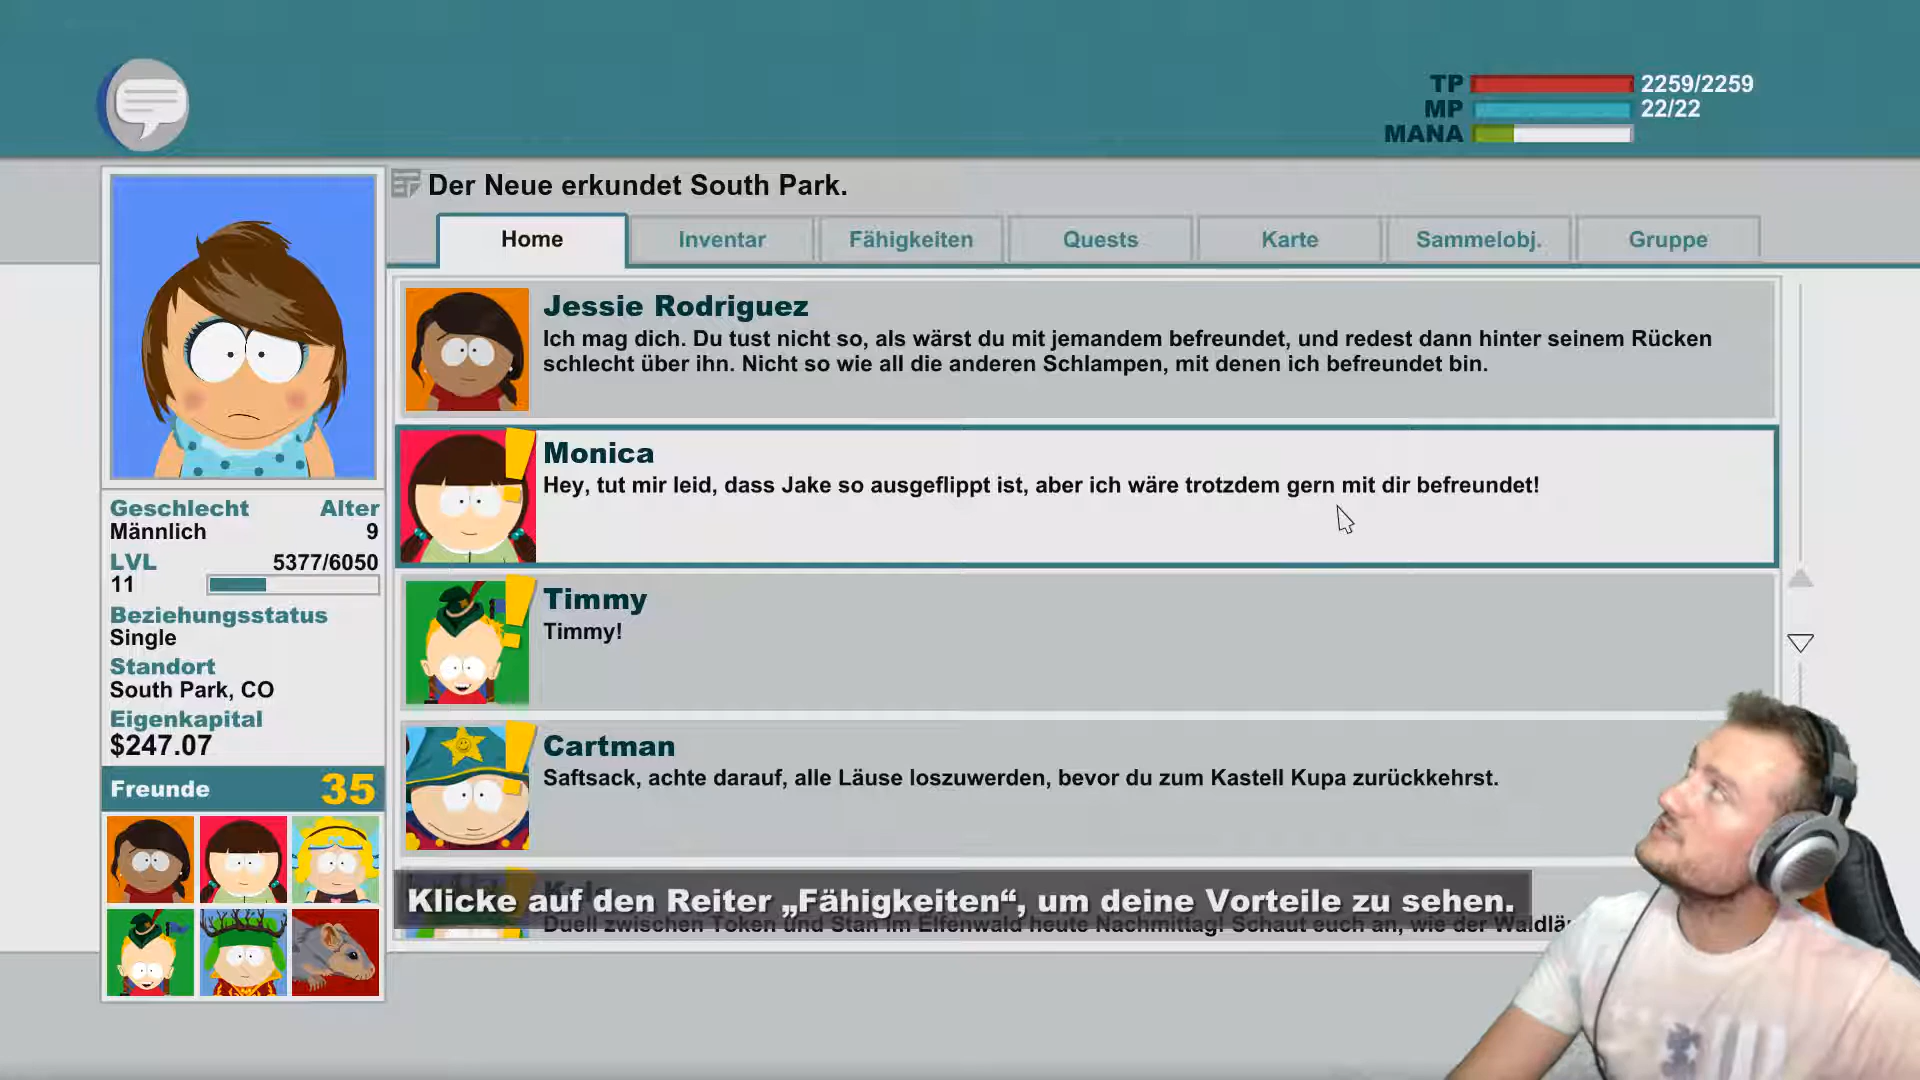 TP 2259/2259
MP 22/22
MANA
Der Neue erkundet South Park.
Home Inventar Fähigkeiten Quests Karte Sammelobj. Gruppe
Jessie Rodriguez
Ich mag dich. Du tust nicht so, als wärst du mit jemandem befreundet, und redest dann hinter seinem Rücken
schlecht über ihn. Nicht so wie all die anderen Schlampen, mit denen ich befreundet bin.
Monica
Hey, tut mir leid, dass Jake so ausgeflippt ist, aber ich wäre trotzdem gern mit dir befreundet!
Timmy
Timmy!
Cartman
Saftsack, achte darauf, alle Läuse loszuwerden, bevor du zum Kastell Kupa zurückkehrst.
Klicke auf den Reiter „Fähigkeiten“, um deine Vorteile zu sehen.
Duell zwischen Token und Stan im Elfenwald heute Nachmittag! Schaut euch an, wie der
Geschlecht Alter
Männlich 9
LVL 5377/6050
11
Beziehungsstatus
Single
Standort
South Park, CO
Eigenkapital
$247.07
Freunde 35